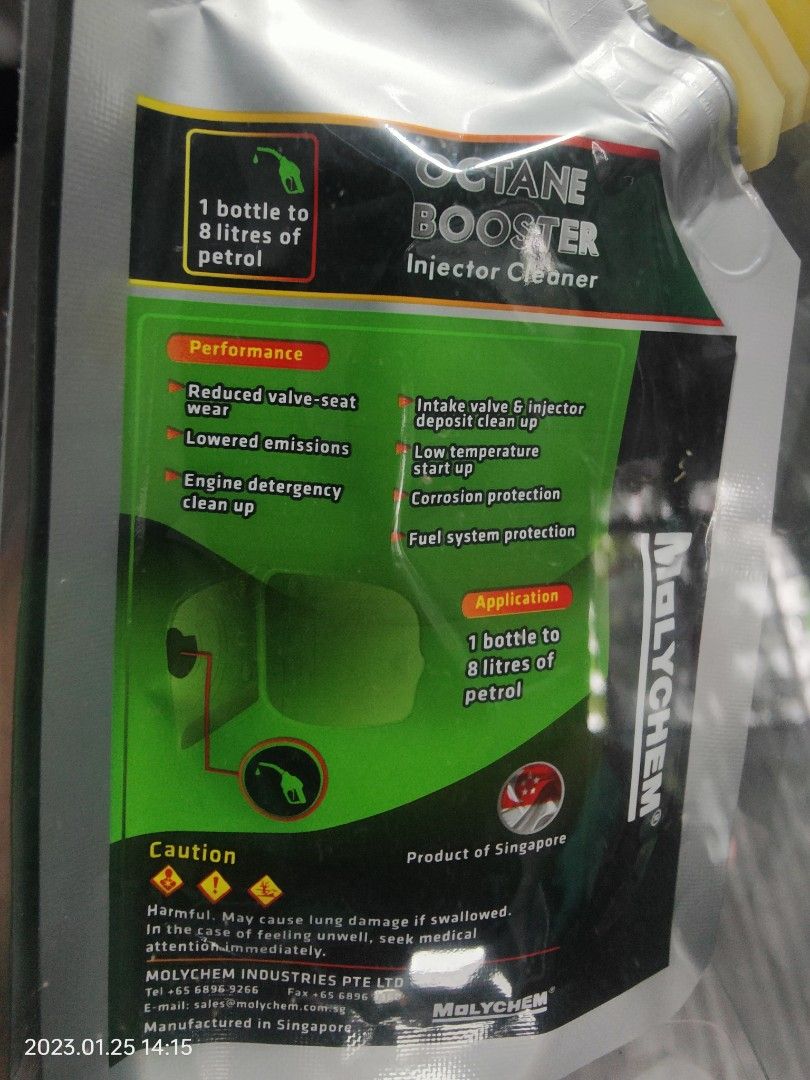 1 bottle to
8 litres of
petrol
OCTANE
BOOSTER
Injector Cleaner
Performance
Reduced valve-seat
wear
Lowered emissions
Engine detergency
clean up
Intake valve & injector
deposit clean up
Low temperature
start up
Corrosion protection
Fuel system protection
Application
1 bottle to
8 litres of
petrol
MOLYCHEM®
Product of Singapore
Caution
Harmful. May cause lung damage if swallowed.
In the case of feeling unwell, seek medical
attention immediately.
MOLYCHEM INDUSTRIES PTE LTD
Tel +65 6896 9266 Fax +65 6896
E-mail: sales@molychem.com.sg
Manufactured in Singapore
MOLYCHEM®
2023.01.25 14:15